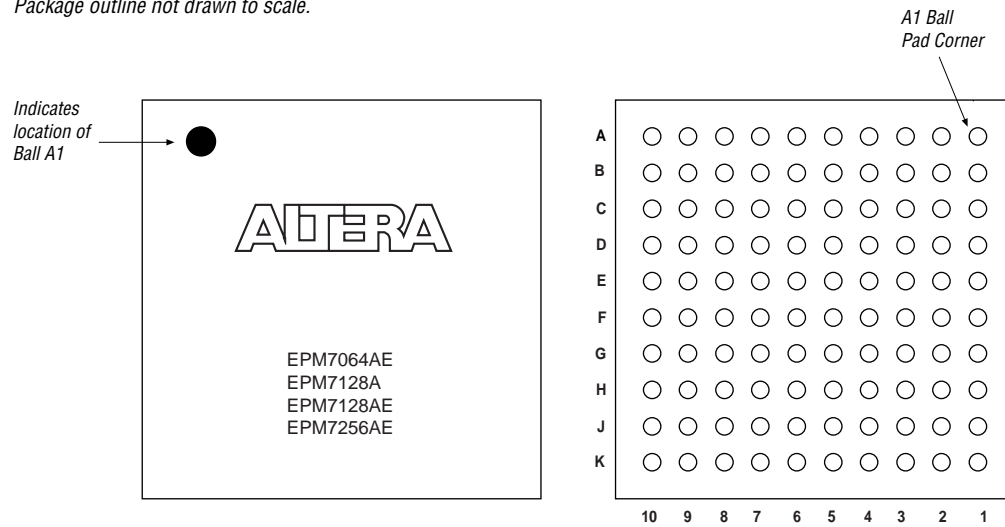 Package outline not drawn to scale.
A1 Ball
Pad Corner
Indicates
location of
Ball A1
ALTERA
EPM7064AE
EPM7128A
EPM7128AE
EPM7256AE
A
B
C
D
E
F
G
H
J
K
10 9 8 7 6 5 4 3 2 1